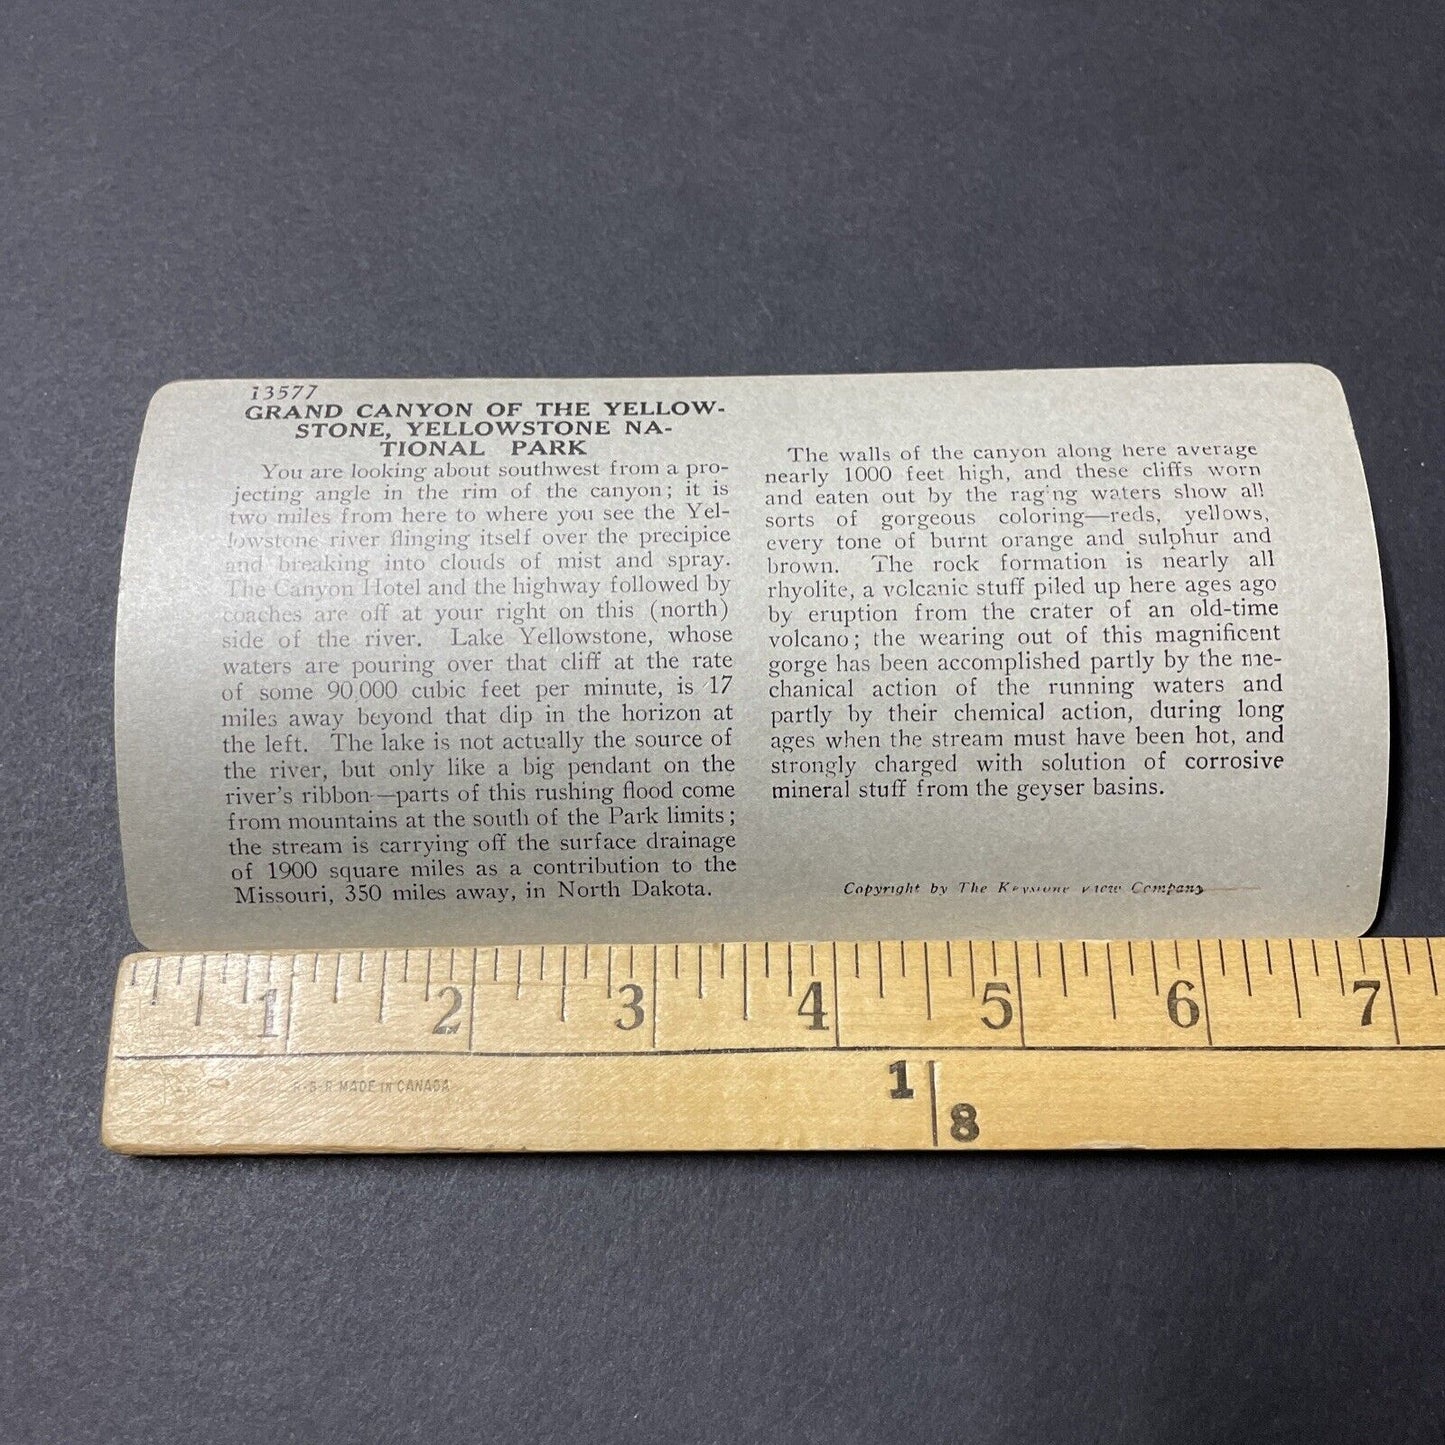 13577
GRAND CANYON OF THE YELLOW-
STONE, YELLOWSTONE NA-
TIONAL PARK
You are looking about southwest from a pro-
jecting angle in the rim of the canyon; it is
two miles from here to where you see the Yel-
lowstone river flinging itself over the precipice
and breaking into clouds of mist and spray.
The Canyon Hotel and the highway followed by
coaches are off at your right on this (north)
side of the river. Lake Yellowstone, whose
waters are pouring over that cliff at the rate
of some 90,000 cubic feet per minute, is 17
miles away beyond that dip in the horizon at
the left. The lake is not actually the source of
the river, but only like a big pendant on the
river's ribbon—parts of this rushing flood come
from mountains at the south of the Park limits;
the stream is carrying off the surface drainage
of 1900 square miles as a contribution to the
Missouri, 350 miles away, in North Dakota.
The walls of the canyon along here average
nearly 1000 feet high, and these cliffs worn
and eaten out by the raging waters show all
sorts of gorgeous coloring—reds, yellows,
every tone of burnt orange and sulphur and
brown. The rock formation is nearly all
rhyolite, a volcanic stuff piled up here ages ago
by eruption from the crater of an old-time
volcano; the wearing out of this magnificent
gorge has been accomplished partly by the me-
chanical action of the running waters and
partly by their chemical action, during long
ages when the stream must have been hot, and
strongly charged with solution of corrosive
mineral stuff from the geyser basins.
Copyright by The Keystone View Company
1 2 3 4 5 6 7
R·S·R MADE IN CANADA
1 8